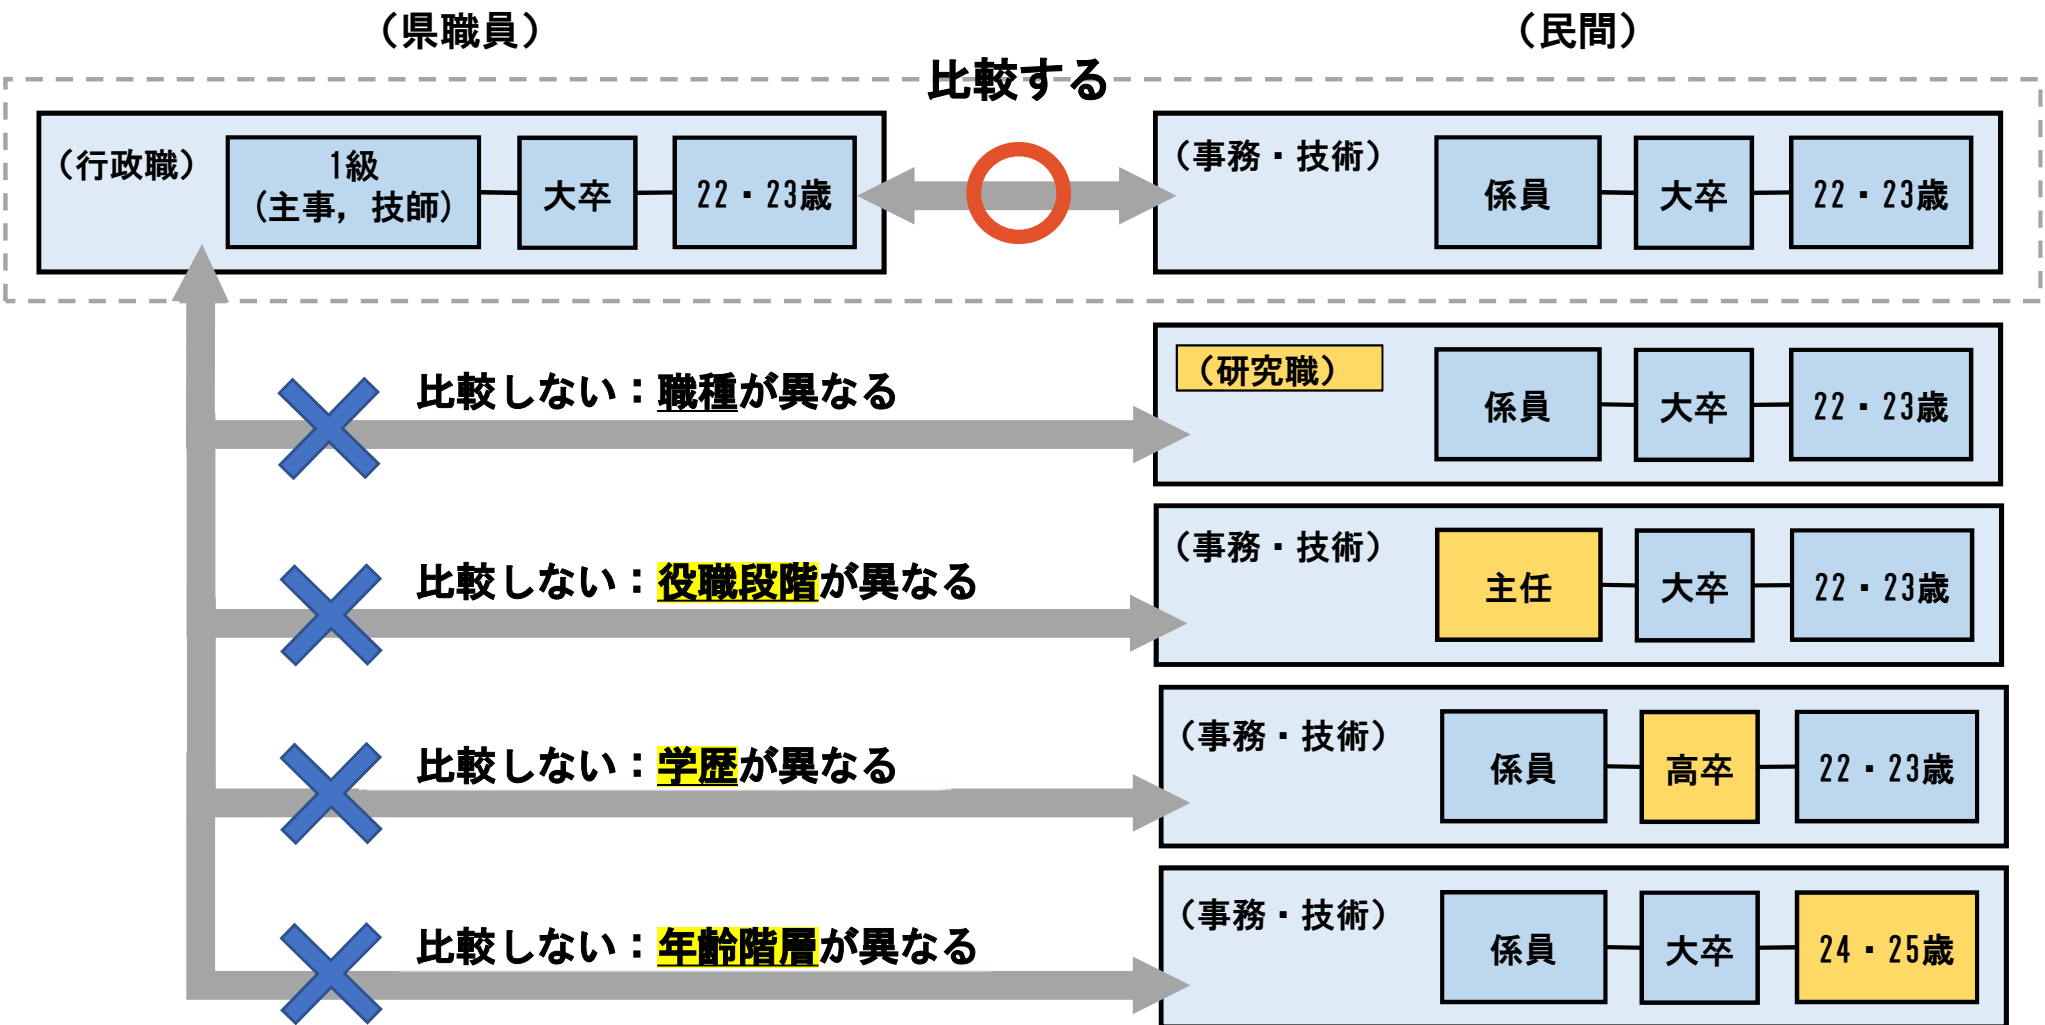 （県職員）
（民間）
比較する
（行政職）
1級
（主事，技師）
大卒
22・23歳
（事務・技術）
係員
大卒
22・23歳
比較しない：職種が異なる
（研究職）
係員
大卒
22・23歳
比較しない：役職段階が異なる
（事務・技術）
主任
大卒
22・23歳
比較しない：学歴が異なる
（事務・技術）
係員
高卒
22・23歳
比較しない：年齢階層が異なる
（事務・技術）
係員
大卒
24・25歳